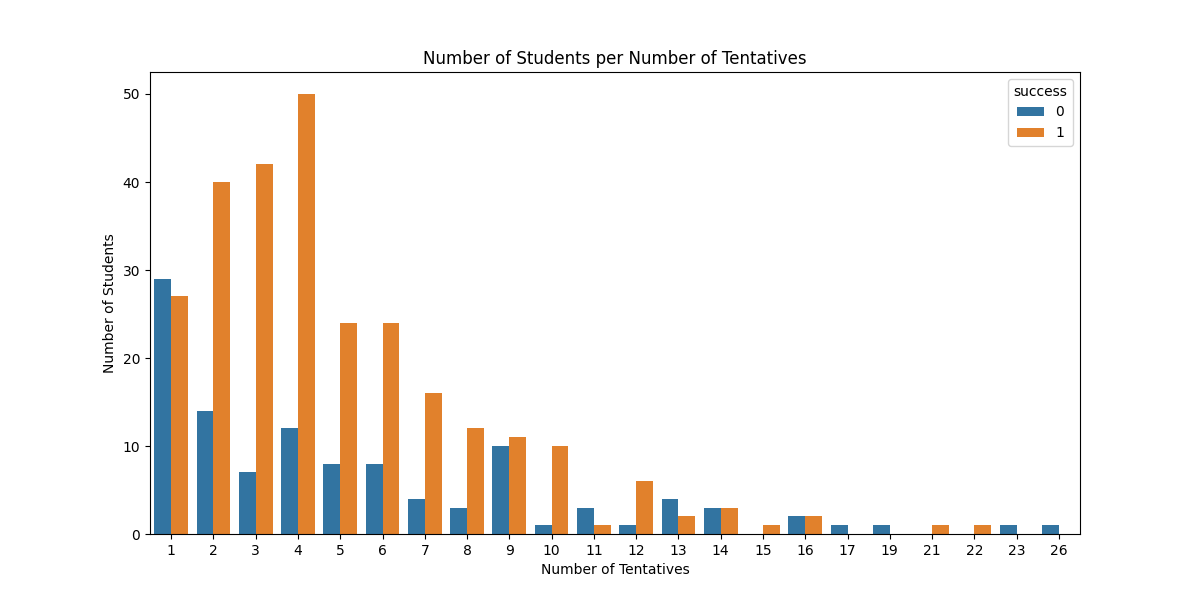 Number of Students per Number of Tentatives
success
0
1
Number of Students
50
40
30
20
10
0
1 2 3 4 5 6 7 8 9 10 11 12 13 14 15 16 17 19 21 22 23 26
Number of Tentatives